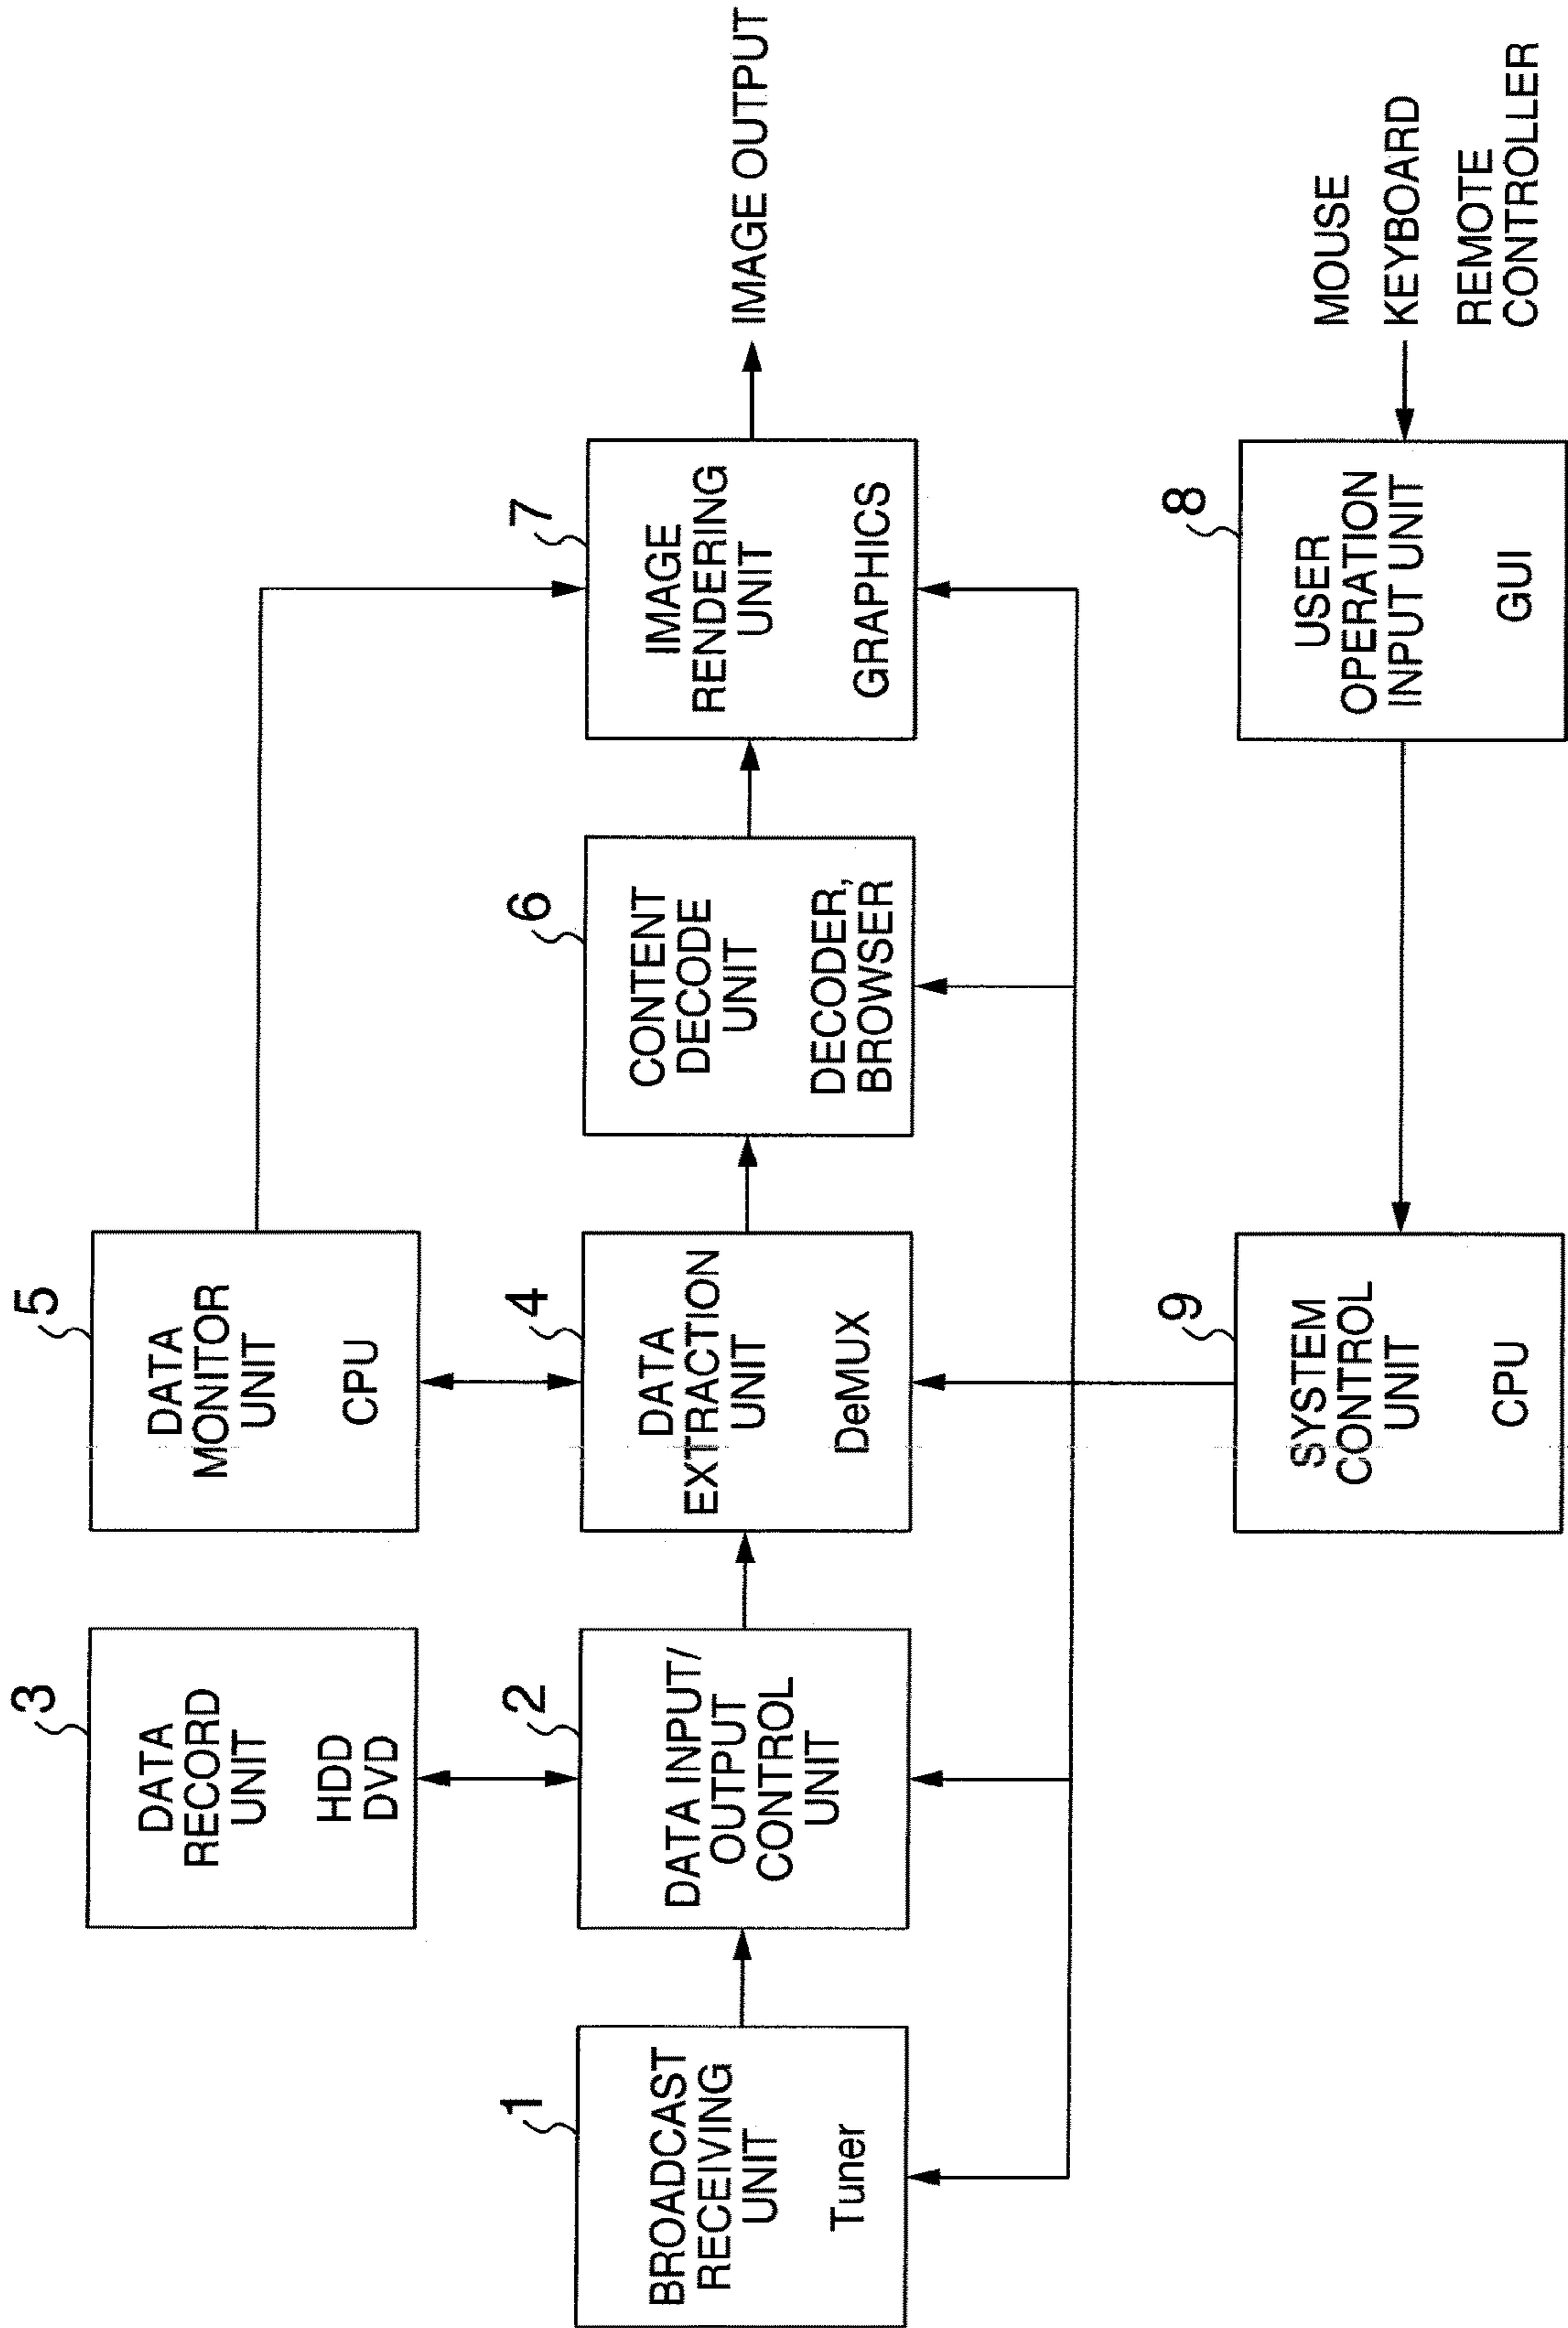 3
DATA
RECORD
UNIT
HDD
DVD
5
DATA
MONITOR
UNIT
CPU
1
BROADCAST
RECEIVING
UNIT
Tuner
2
DATA INPUT/
OUTPUT
CONTROL
UNIT
4
DATA
EXTRACTION
UNIT
DeMUX
6
CONTENT
DECODE
UNIT
DECODER,
BROWSER
7
IMAGE
RENDERING
UNIT
GRAPHICS
IMAGE OUTPUT
9
SYSTEM
CONTROL
UNIT
CPU
8
USER
OPERATION
INPUT UNIT
GUI
MOUSE
KEYBOARD
REMOTE
CONTROLLER